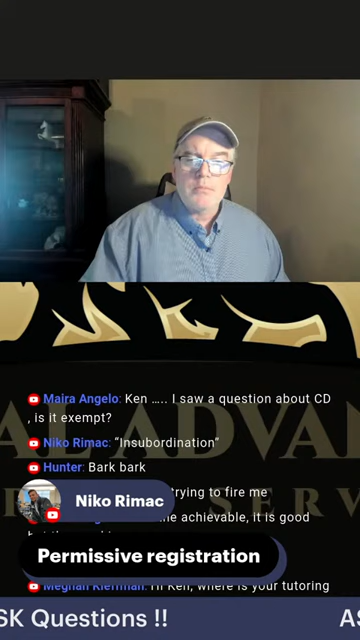 Maira Angelo: Ken ..... I saw a question about CD
, is it exempt?
Niko Rimac: “Insubordination”
Hunter: Bark bark
trying to fire me
Niko Rimac
achievable, it is good
Permissive registration
Ken, where is your tutoring
SK Questions !!
AS